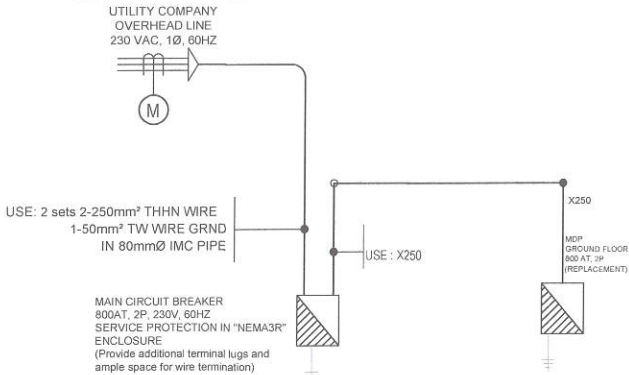 UTILITY COMPANY
OVERHEAD LINE
230 VAC, 1Ø, 60HZ
M
USE: 2 sets 2-250mm² THHN WIRE
1-50mm² TW WIRE GRND
IN 80mmØ IMC PIPE
USE : X250
X250
MDP
GROUND FLOOR
800 AT, 2P
(REPLACEMENT)
MAIN CIRCUIT BREAKER
800AT, 2P, 230V, 60HZ
SERVICE PROTECTION IN "NEMA3R"
ENCLOSURE
(Provide additional terminal lugs and
ample space for wire termination)